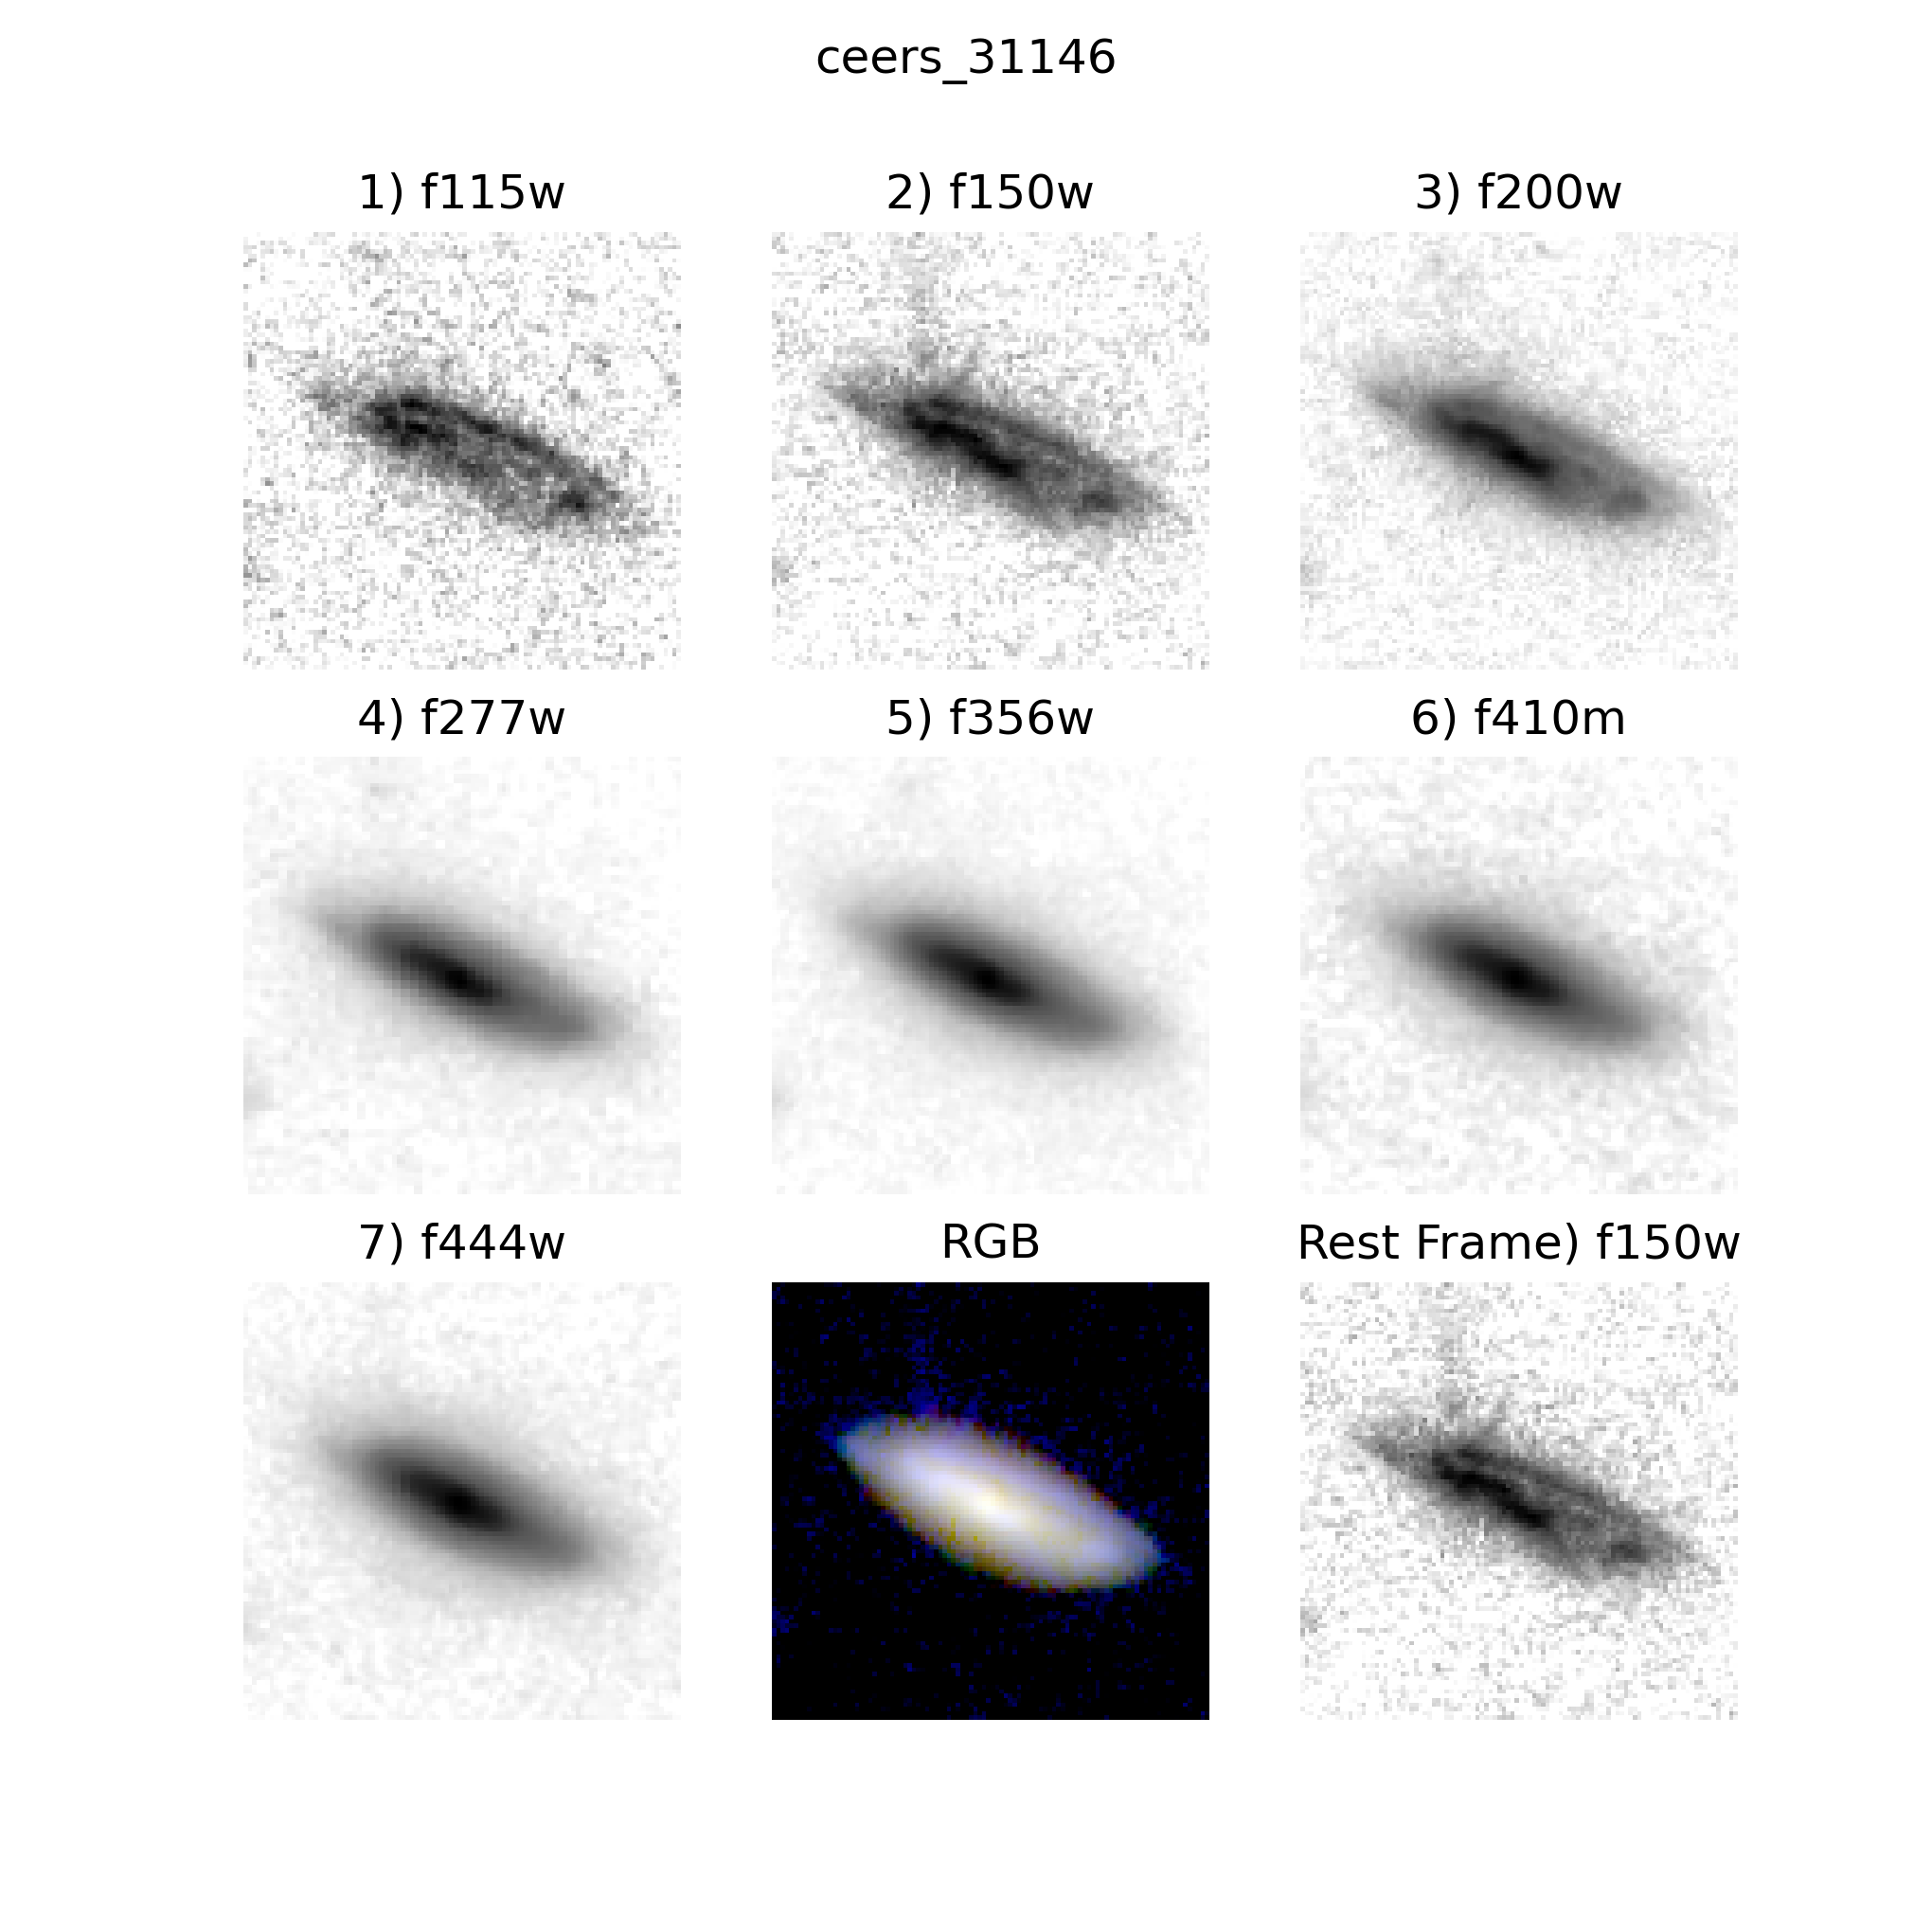 ceers_31146
1) f115w
2) f150w
3) f200w
4) f277w
5) f356w
6) f410m
7) f444w
RGB
Rest Frame) f150w